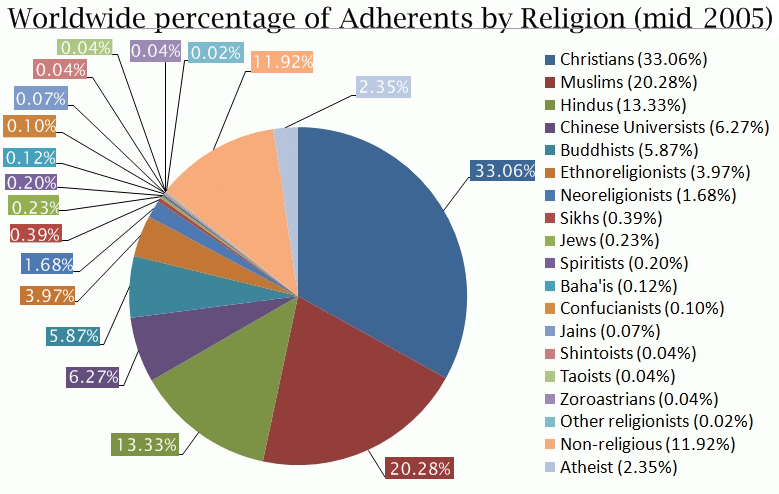 Worldwide percentage of Adherents by Religion (mid 2005)
0.04%
0.04%
0.02%
11.92%
2.35%
0.04%
0.07%
0.10%
0.12%
0.20%
0.23%
0.39%
1.68%
3.97%
5.87%
6.27%
13.33%
20.28%
33.06%
Christians (33.06%)
Muslims (20.28%)
Hindus (13.33%)
Chinese Universists (6.27%)
Buddhists (5.87%)
Ethnoreligionists (3.97%)
Neoreligionists (1.68%)
Sikhs (0.39%)
Jews (0.23%)
Spiritists (0.20%)
Baha'is (0.12%)
Confucianists (0.10%)
Jains (0.07%)
Shintoists (0.04%)
Taoists (0.04%)
Zoroastrians (0.04%)
Other religionists (0.02%)
Non-religious (11.92%)
Atheist (2.35%)